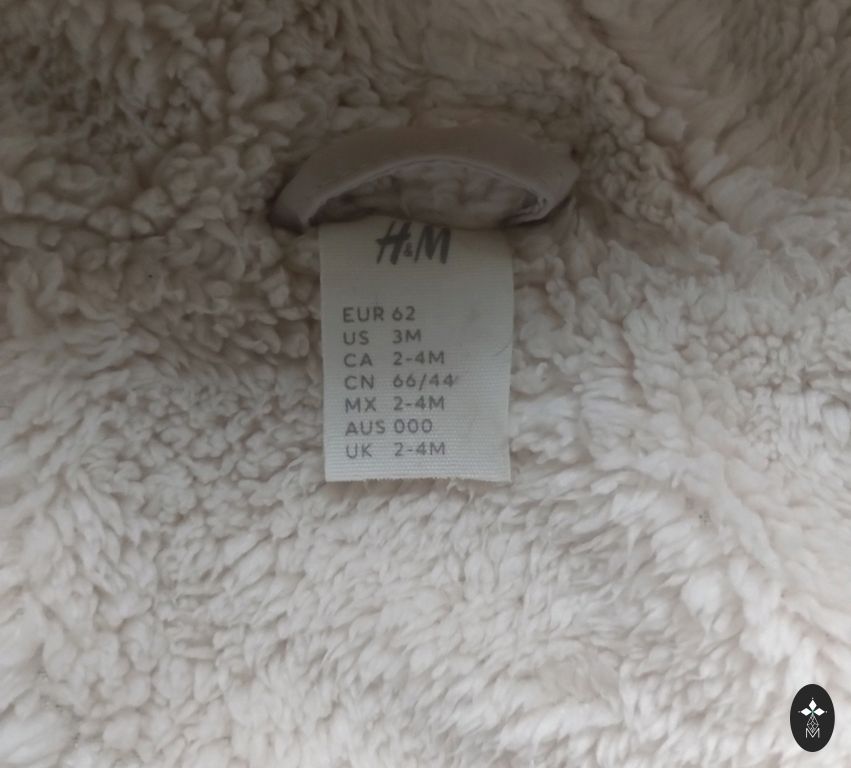 H&M
EUR 62
US 3M
CA 2-4M
CN 66/44
MX 2-4M
AUS 000
UK 2-4M
M